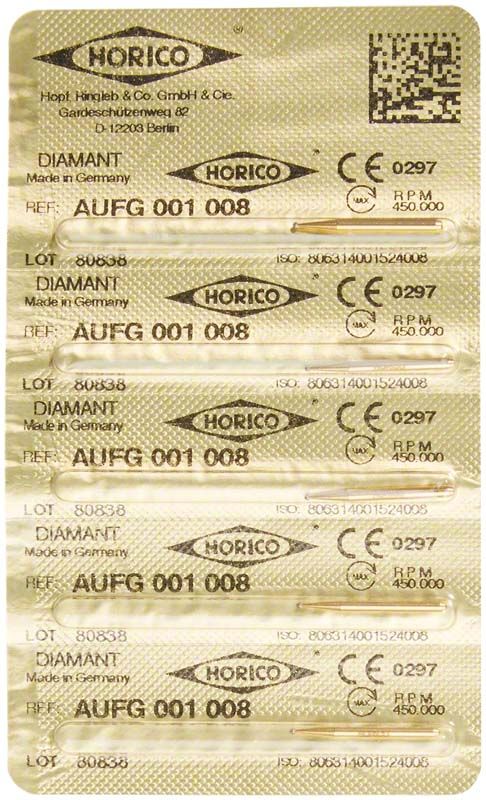 HORICO ®
Hopf, Ringleb & Co. GmbH & Cie.
Gardeschützenweg 82
D-12203 Berlin
DIAMANT HORICO ® CE 0297
Made in Germany
REF: AUFG 001 008 MAX RPM 450.000
LOT 80838 ISO: 806314001524008
DIAMANT HORICO ® CE 0297
Made in Germany
REF: AUFG 001 008 MAX RPM 450.000
LOT 80838 ISO: 806314001524008
DIAMANT HORICO ® CE 0297
Made in Germany
REF: AUFG 001 008 MAX RPM 450.000
LOT 80838 ISO: 806314001524008
DIAMANT HORICO ® CE 0297
Made in Germany
REF: AUFG 001 008 MAX RPM 450.000
LOT 80838 ISO: 806314001524008
DIAMANT HORICO ® CE 0297
Made in Germany
REF: AUFG 001 008 MAX RPM 450.000
LOT 80838 ISO: 806314001524008